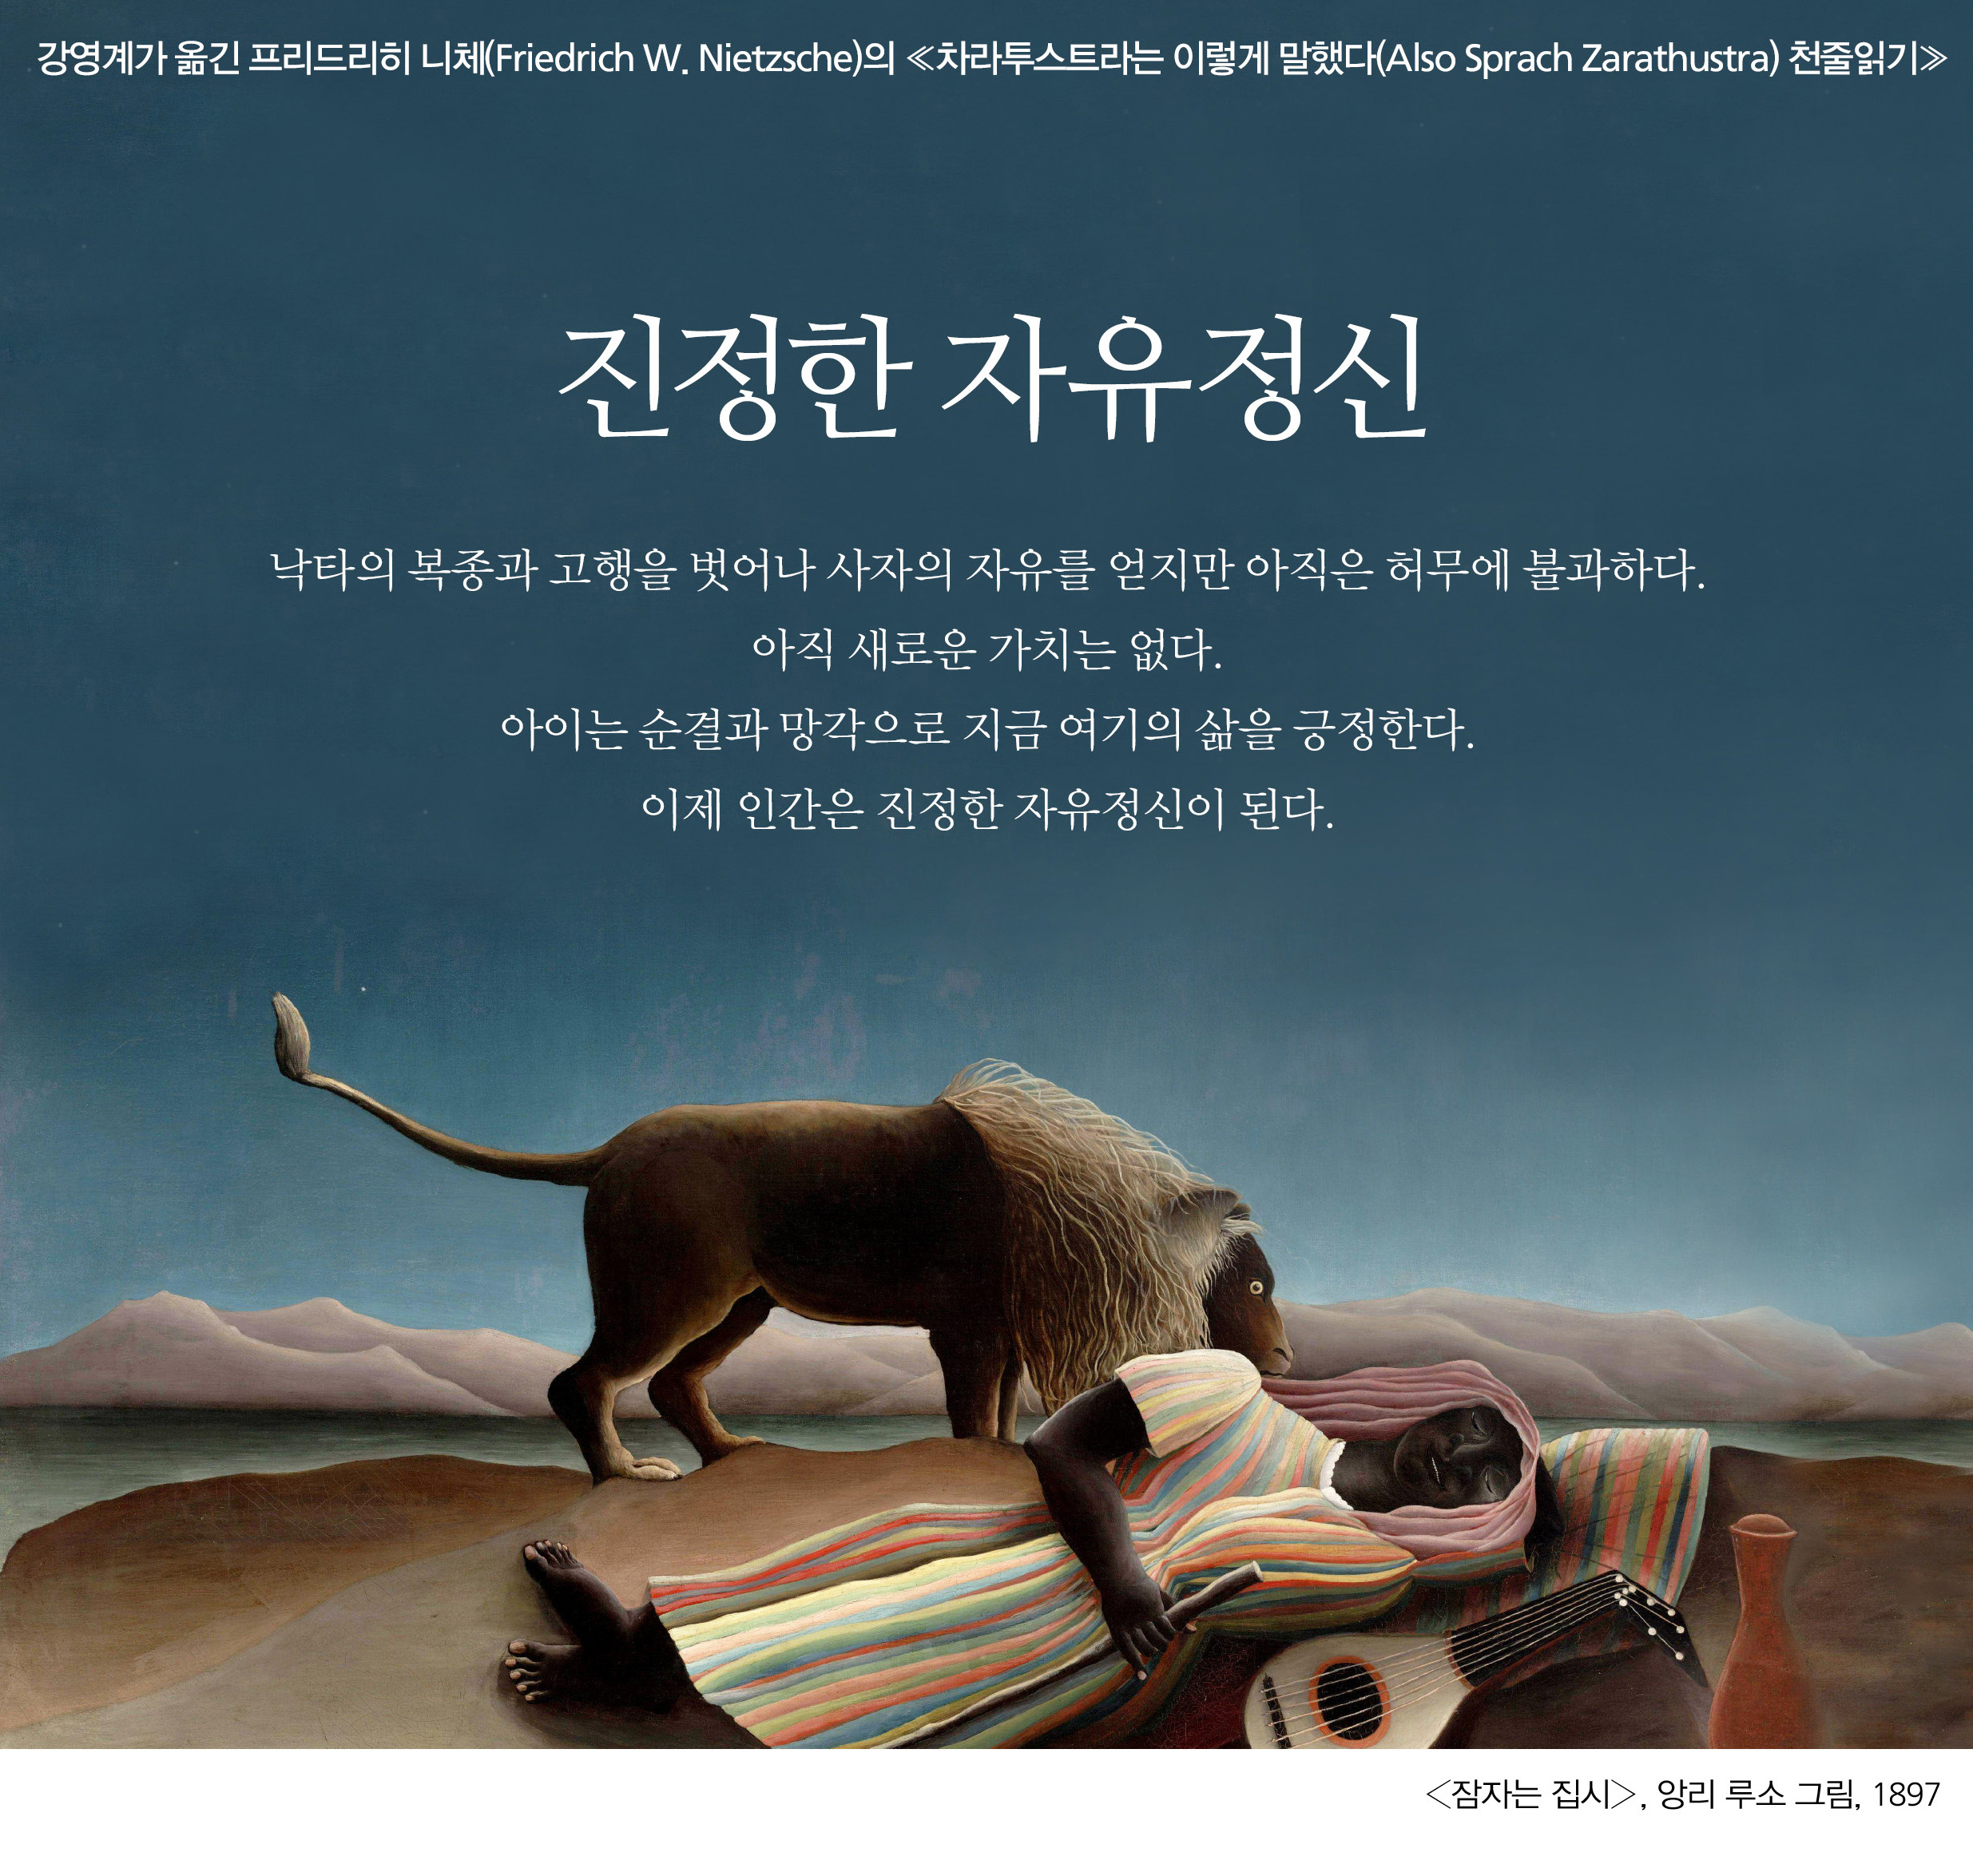 강영계가 옮긴 프리드리히 니체(Friedrich W. Nietzsche)의 ≪차라투스트라는 이렇게 말했다(Also Sprach Zarathustra) 천줄읽기≫
진정한 자유정신
낙타의 복종과 고행을 벗어나 사자의 자유를 얻지만 아직은 허무에 불과하다.
아직 새로운 가치는 없다.
아이는 순결과 망각으로 지금 여기의 삶을 긍정한다.
이제 인간은 진정한 자유정신이 된다.
<잠자는 집시>, 앙리 루소 그림, 1897